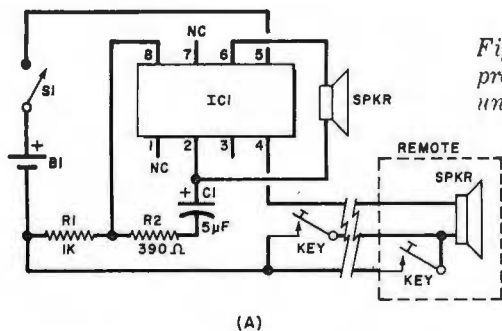 NC
8 7 6 5
Fi
pr
un
S1
IC1
SPKR
+
B1
1 2 3 4
NC
REMOTE
SPKR
+ C1
5µF
R1
1K
R2
390Ω
KEY
KEY
(A)